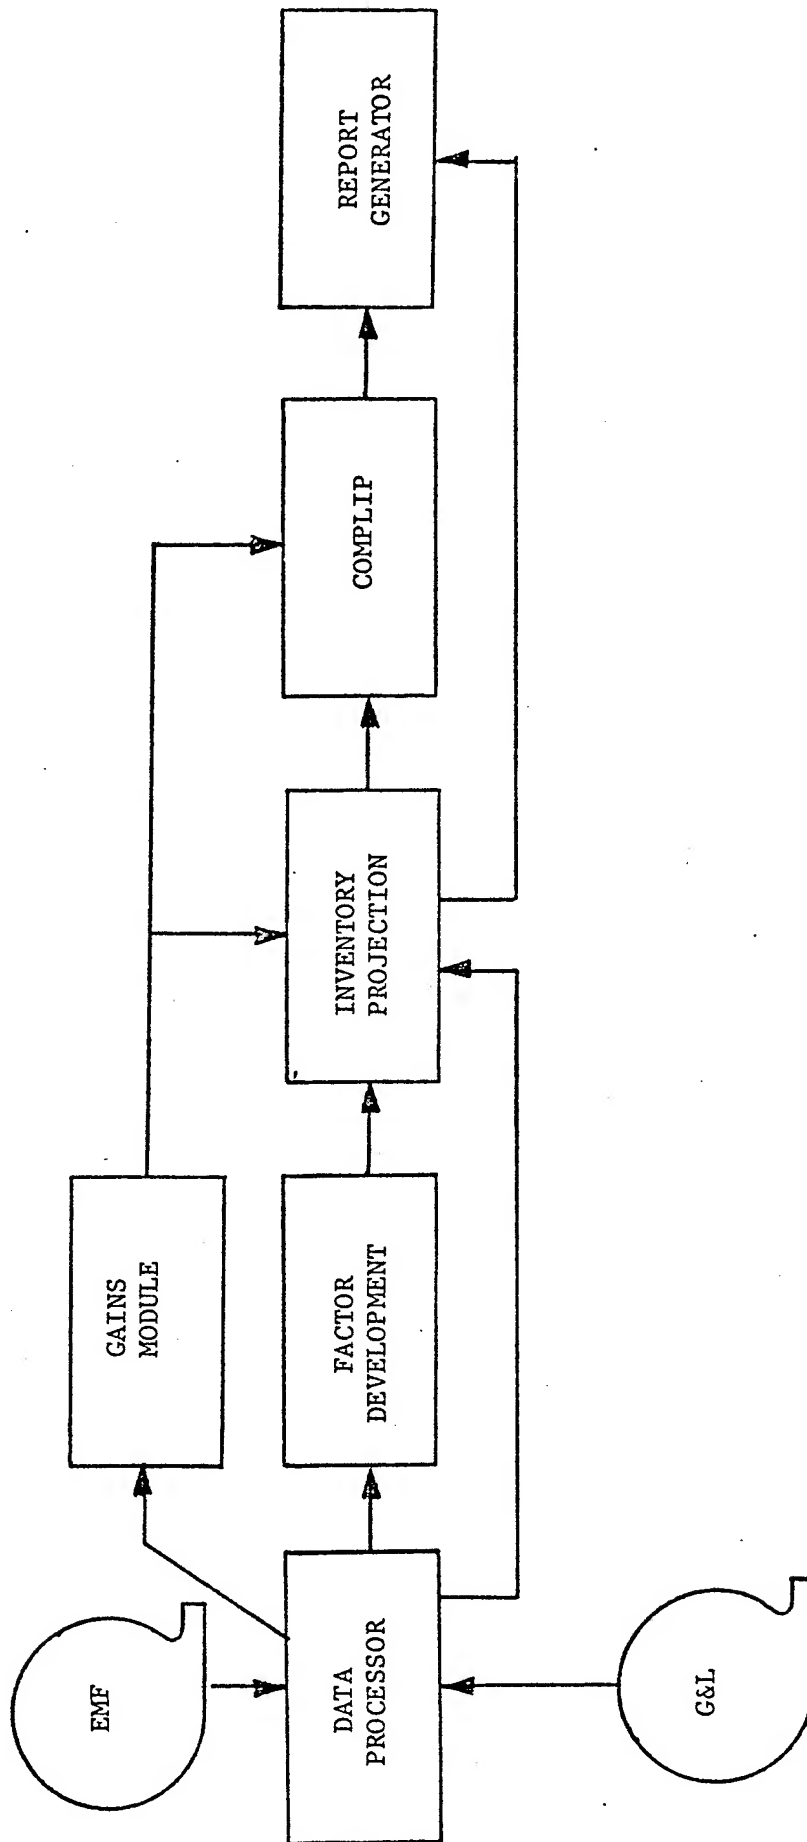 EMF
G&L
DATA
PROCESSOR
GAINS
MODULE
FACTOR
DEVELOPMENT
INVENTORY
PROJECTION
COMPLIP
REPORT
GENERATOR